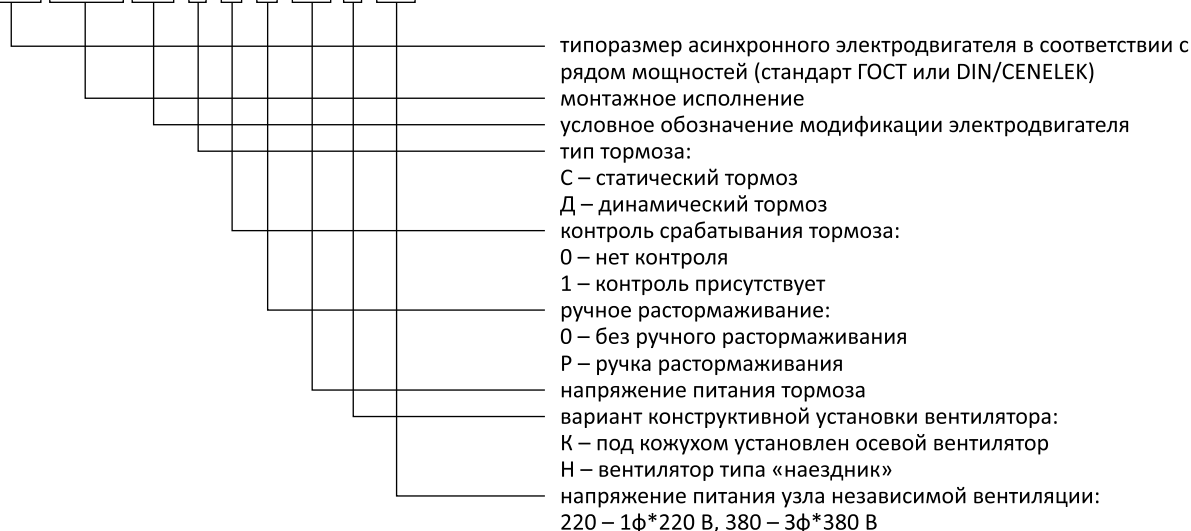 типоразмер асинхронного электродвигателя в соответствии с
рядом мощностей (стандарт ГОСТ или DIN/CENELEK)
монтажное исполнение
условное обозначение модификации электродвигателя
тип тормоза:
С – статический тормоз
Д – динамический тормоз
контроль срабатывания тормоза:
0 – нет контроля
1 – контроль присутствует
ручное растормаживание:
0 – без ручного растормаживания
Р – ручка растормаживания
напряжение питания тормоза
вариант конструктивной установки вентилятора:
К – под кожухом установлен осевой вентилятор
Н – вентилятор типа «наездник»
напряжение питания узла независимой вентиляции:
220 – 1ф*220 В, 380 – 3ф*380 В